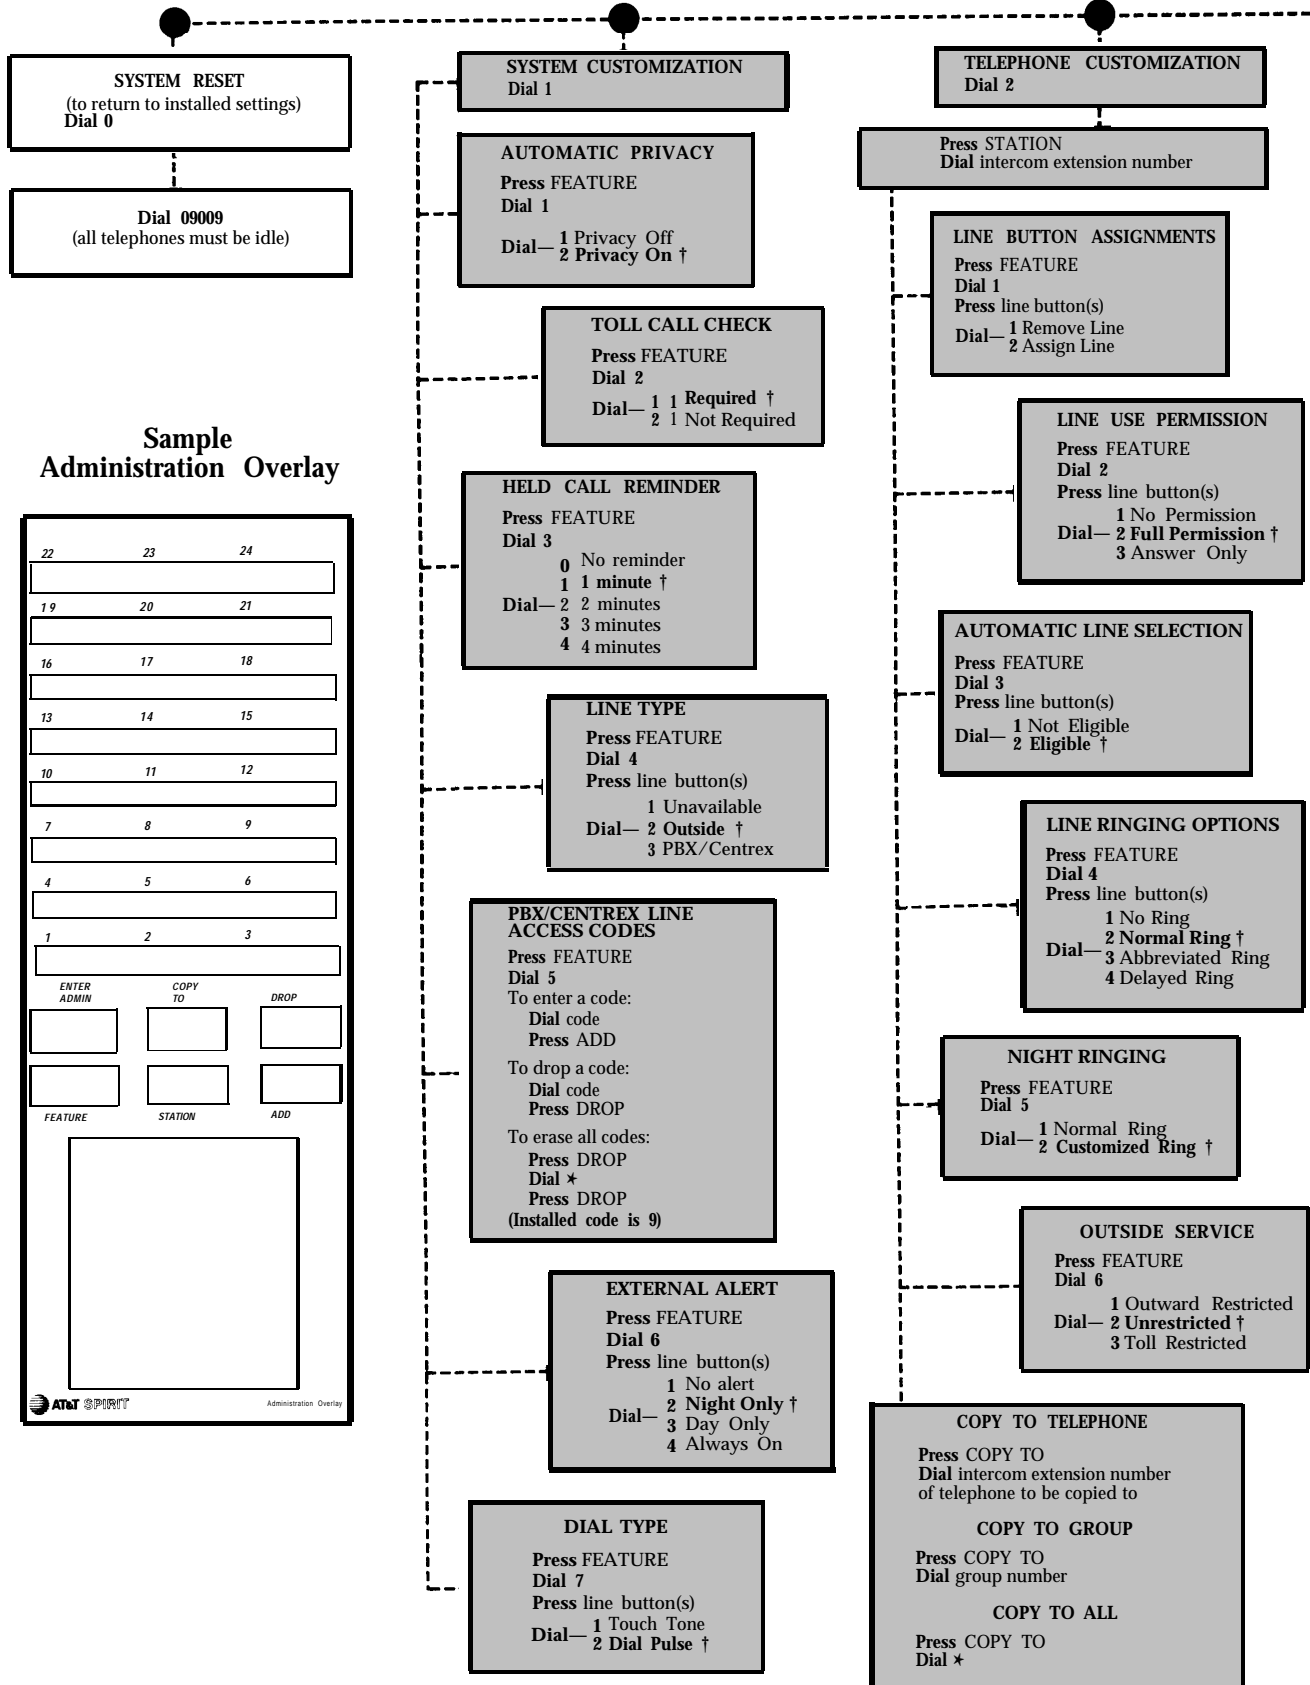 SYSTEM RESET
(to return to installed settings)
Dial 0
Dial 09009
(all telephones must be idle)
Sample
Administration Overlay
22 23 24
19 20 21
16 17 18
13 14 15
10 11 12
7 8 9
4 5 6
1 2 3
ENTER
ADMIN
COPY
TO
DROP
FEATURE
STATION
ADD
AT&T SPIRIT
Administration Overlay
SYSTEM CUSTOMIZATION
Dial 1
AUTOMATIC PRIVACY
Press FEATURE
Dial 1
Dial—
1 Privacy Off
2 Privacy On †
TOLL CALL CHECK
Press FEATURE
Dial 2
Dial—
1 1 Required †
2 1 Not Required
HELD CALL REMINDER
Press FEATURE
Dial 3
0 No reminder
1 1 minute †
Dial— 2 2 minutes
3 3 minutes
4 4 minutes
LINE TYPE
Press FEATURE
Dial 4
Press line button(s)
1 Unavailable
Dial— 2 Outside †
3 PBX/Centrex
PBX/CENTREX LINE
ACCESS CODES
Press FEATURE
Dial 5
To enter a code:
Dial code
Press ADD
To drop a code:
Dial code
Press DROP
To erase all codes:
Press DROP
Dial *
Press DROP
(Installed code is 9)
EXTERNAL ALERT
Press FEATURE
Dial 6
Press line button(s)
1 No alert
2 Night Only †
Dial—
3 Day Only
4 Always On
DIAL TYPE
Press FEATURE
Dial 7
Press line button(s)
Dial—
1 Touch Tone
2 Dial Pulse †
TELEPHONE CUSTOMIZATION
Dial 2
Press STATION
Dial intercom extension number
LINE BUTTON ASSIGNMENTS
Press FEATURE
Dial 1
Press line button(s)
Dial—
1 Remove Line
2 Assign Line
LINE USE PERMISSION
Press FEATURE
Dial 2
Press line button(s)
1 No Permission
Dial— 2 Full Permission †
3 Answer Only
AUTOMATIC LINE SELECTION
Press FEATURE
Dial 3
Press line button(s)
Dial—
1 Not Eligible
2 Eligible †
LINE RINGING OPTIONS
Press FEATURE
Dial 4
Press line button(s)
1 No Ring
2 Normal Ring †
Dial—
3 Abbreviated Ring
4 Delayed Ring
NIGHT RINGING
Press FEATURE
Dial 5
Dial—
1 Normal Ring
2 Customized Ring †
OUTSIDE SERVICE
Press FEATURE
Dial 6
1 Outward Restricted
Dial— 2 Unrestricted †
3 Toll Restricted
COPY TO TELEPHONE
Press COPY TO
Dial intercom extension number
of telephone to be copied to
COPY TO GROUP
Press COPY TO
Dial group number
COPY TO ALL
Press COPY TO
Dial *